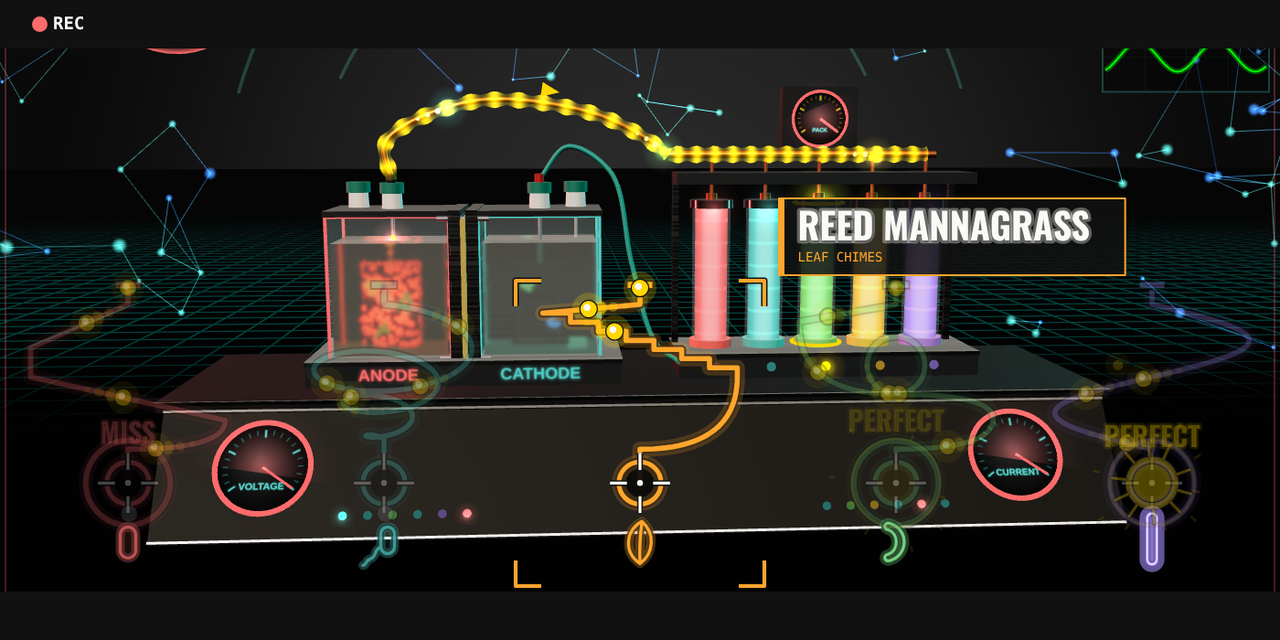 REC
PACK
REED MANNAGRASS
LEAF CHIMES
ANODE
CATHODE
MISS
PERFECT
PERFECT
VOLTAGE
CURRENT